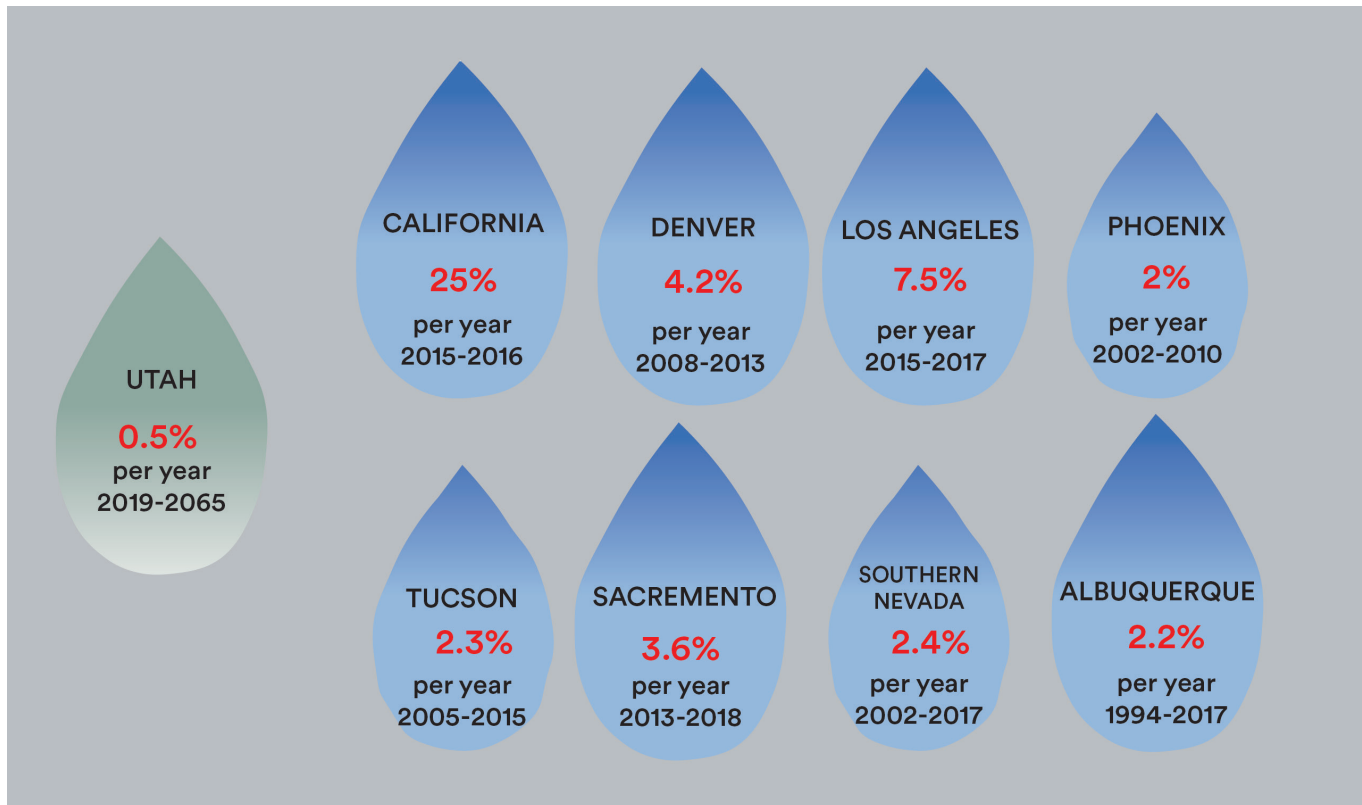 UTAH
0.5%
per year
2019-2065
CALIFORNIA
25%
per year
2015-2016
DENVER
4.2%
per year
2008-2013
LOS ANGELES
7.5%
per year
2015-2017
PHOENIX
2%
per year
2002-2010
TUCSON
2.3%
per year
2005-2015
SACREMENTO
3.6%
per year
2013-2018
SOUTHERN
NEVADA
2.4%
per year
2002-2017
ALBUQUERQUE
2.2%
per year
1994-2017